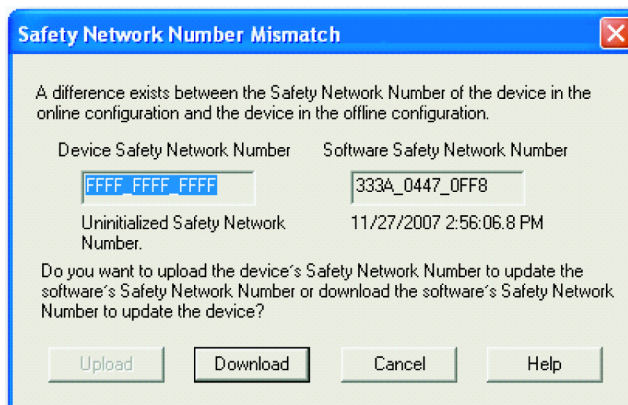 Safety Network Number Mismatch
A difference exists between the Safety Network Number of the device in the
online configuration and the device in the offline configuration.
Device Safety Network Number Software Safety Network Number
FFFF_FFFF_FFFF 333A_0447_0FF8
Uninitialized Safety Network 11/27/2007 2:56:06.8 PM
Number.
Do you want to upload the device's Safety Network Number to update the
software's Safety Network Number or download the software's Safety Network
Number to update the device?
Upload Download Cancel Help